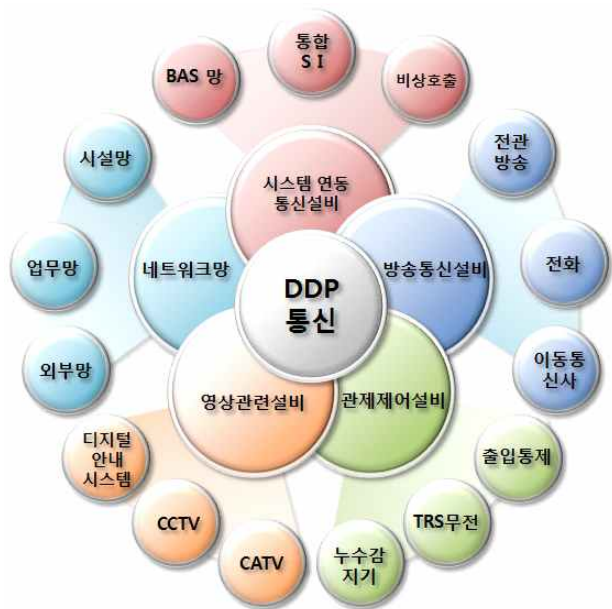 통합
S I
BAS 망
비상호출
시설망
전관
방송
시스템 연동
통신설비
업무망
네트워크망
방송통신설비
전화
DDP
통신
외부망
이동통
신사
영상관련설비
관제제어설비
디지털
안내
시스템
출입통제
CCTV
TRS무전
CATV
누수감
지기